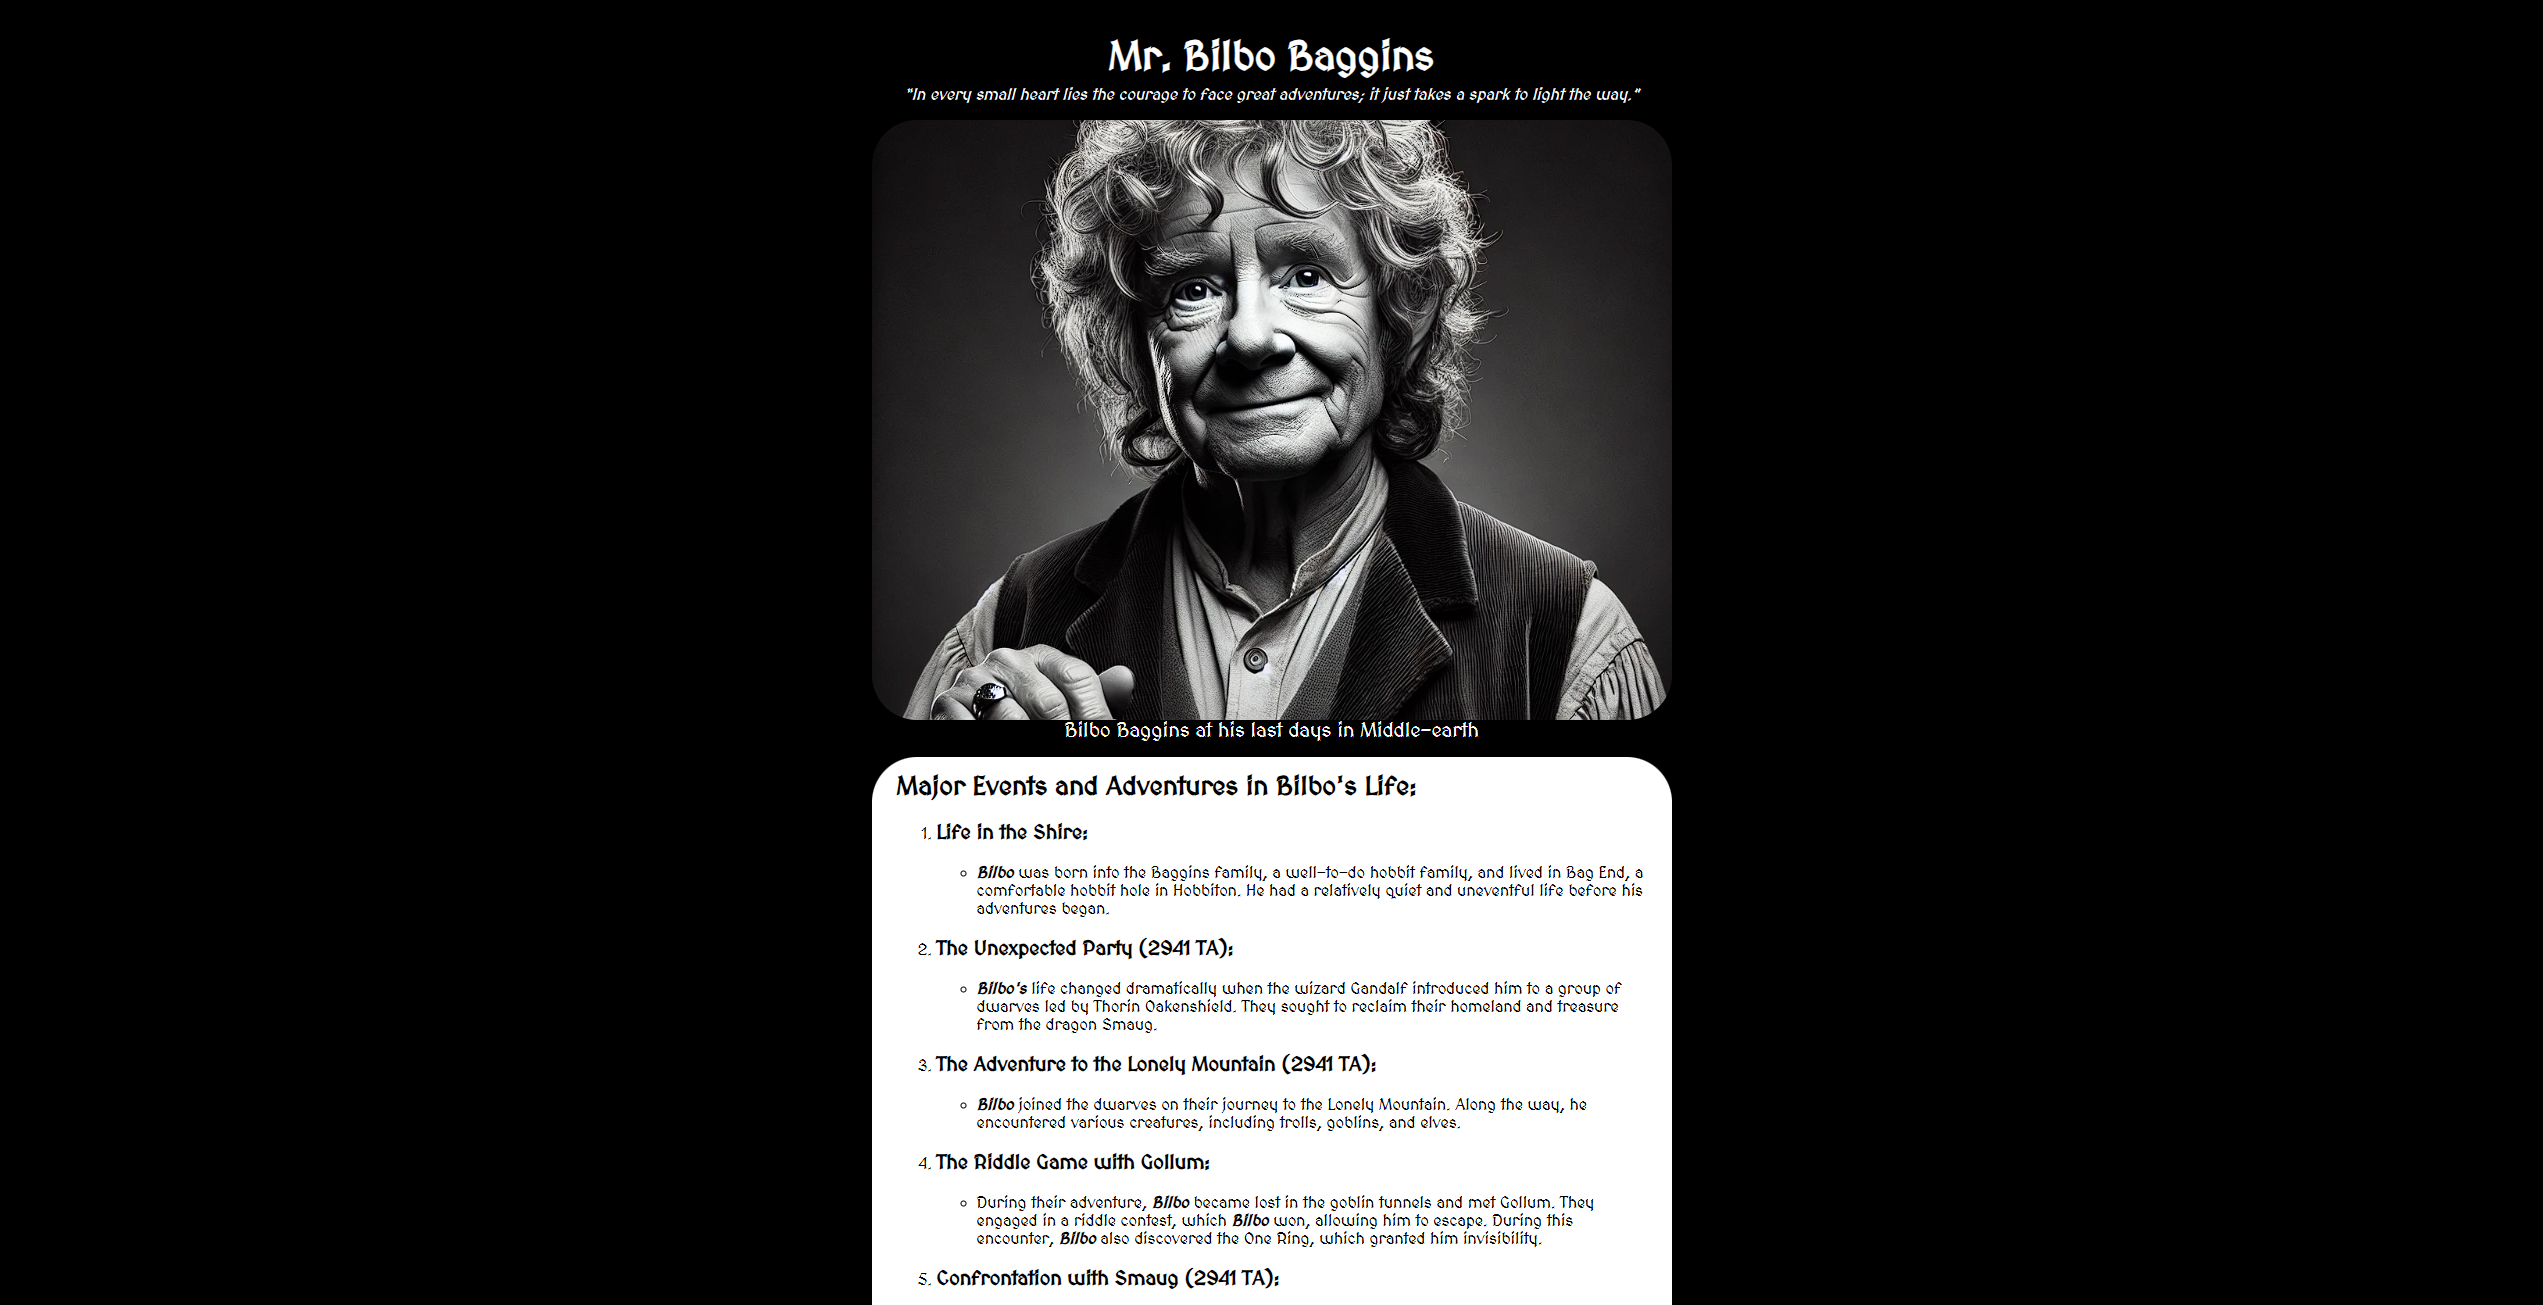 Mr. Bilbo Baggins
"In every small heart lies the courage to face great adventures; it just takes a spark to light the way."
Bilbo Baggins at his last days in Middle-earth
Major Events and Adventures in Bilbo's Life:
1. Life in the Shire:
◦ Bilbo was born into the Baggins family, a well-to-do hobbit family, and lived in Bag End, a
comfortable hobbit hole in Hobbiton. He had a relatively quiet and uneventful life before his
adventures began.
2. The Unexpected Party (2941 TA):
◦ Bilbo's life changed dramatically when the wizard Gandalf introduced him to a group of
dwarves led by Thorin Oakenshield. They sought to reclaim their homeland and treasure
from the dragon Smaug.
3. The Adventure to the Lonely Mountain (2941 TA):
◦ Bilbo joined the dwarves on their journey to the Lonely Mountain. Along the way, he
encountered various creatures, including trolls, goblins, and elves.
4. The Riddle Game with Gollum:
◦ During their adventure, Bilbo became lost in the goblin tunnels and met Gollum. They
engaged in a riddle contest, which Bilbo won, allowing him to escape. During this
encounter, Bilbo also discovered the One Ring, which granted him invisibility.
5. Confrontation with Smaug (2941 TA):